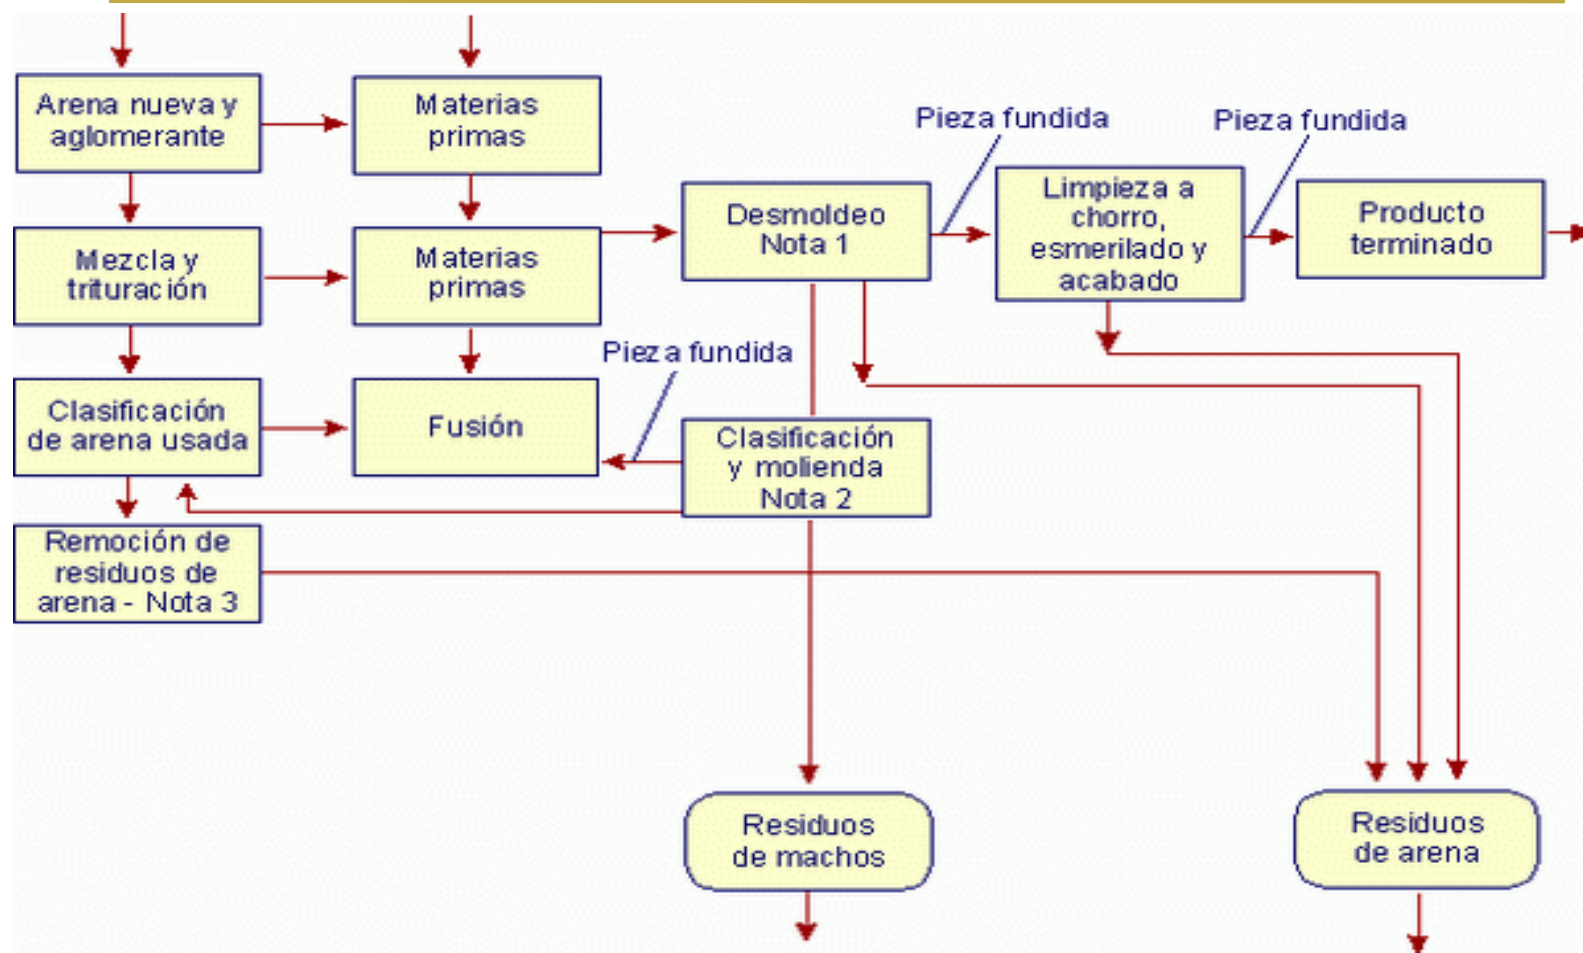 Arena nueva y
aglomerante
Materias
primas
Pieza fundida
Pieza fundida
Mezcla y
trituración
Materias
primas
Desmoldeo
Nota 1
Limpieza a
chorro,
esmerilado y
acabado
Producto
terminado
Pieza fundida
Clasificación
de arena usada
Fusión
Clasificación
y molienda
Nota 2
Remoción de
residuos de
arena - Nota 3
Residuos
de machos
Residuos
de arena